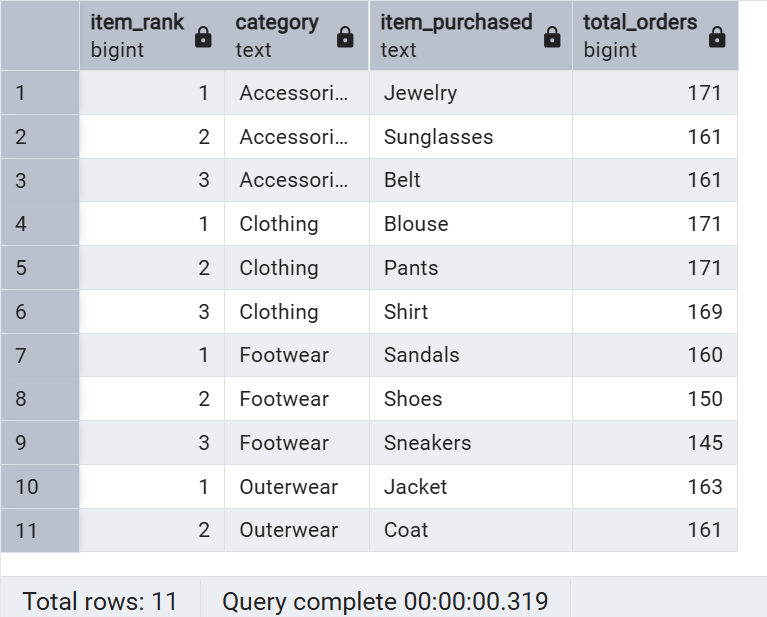 item_rank category item_purchased total_orders
bigint text text bigint
1 1 Accessori... Jewelry 171
2 2 Accessori... Sunglasses 161
3 3 Accessori... Belt 161
4 1 Clothing Blouse 171
5 2 Clothing Pants 171
6 3 Clothing Shirt 169
7 1 Footwear Sandals 160
8 2 Footwear Shoes 150
9 3 Footwear Sneakers 145
10 1 Outerwear Jacket 163
11 2 Outerwear Coat 161
Total rows: 11 Query complete 00:00:00.319